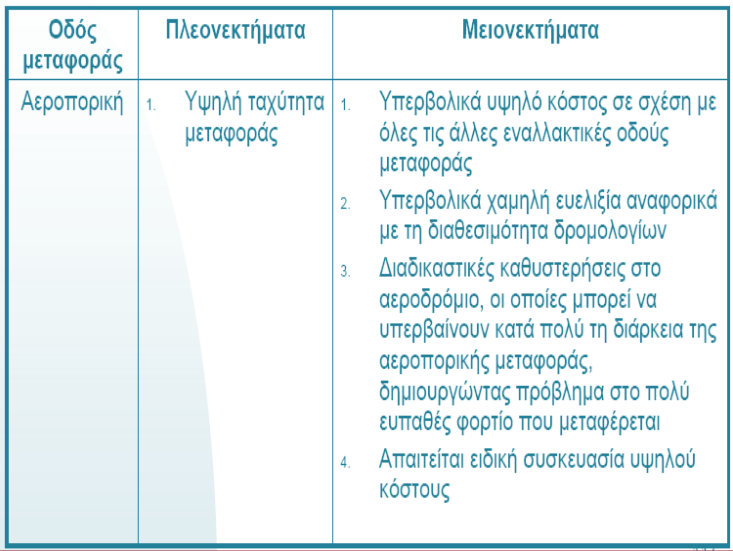 Οδός
μεταφοράς
Πλεονεκτήματα
Μειονεκτήματα
Αεροπορική
1. Υψηλή ταχύτητα
μεταφοράς
1. Υπερβολικά υψηλό κόστος σε σχέση με
όλες τις άλλες εναλλακτικές οδούς
μεταφοράς
2. Υπερβολικά χαμηλή ευελιξία αναφορικά
με τη διαθεσιμότητα δρομολογίων
3. Διαδικαστικές καθυστερήσεις στο
αεροδρόμιο, οι οποίες μπορεί να
υπερβαίνουν κατά πολύ τη διάρκεια της
αεροπορικής μεταφοράς,
δημιουργώντας πρόβλημα στο πολύ
ευπαθές φορτίο που μεταφέρεται
4. Απαιτείται ειδική συσκευασία υψηλού
κόστους